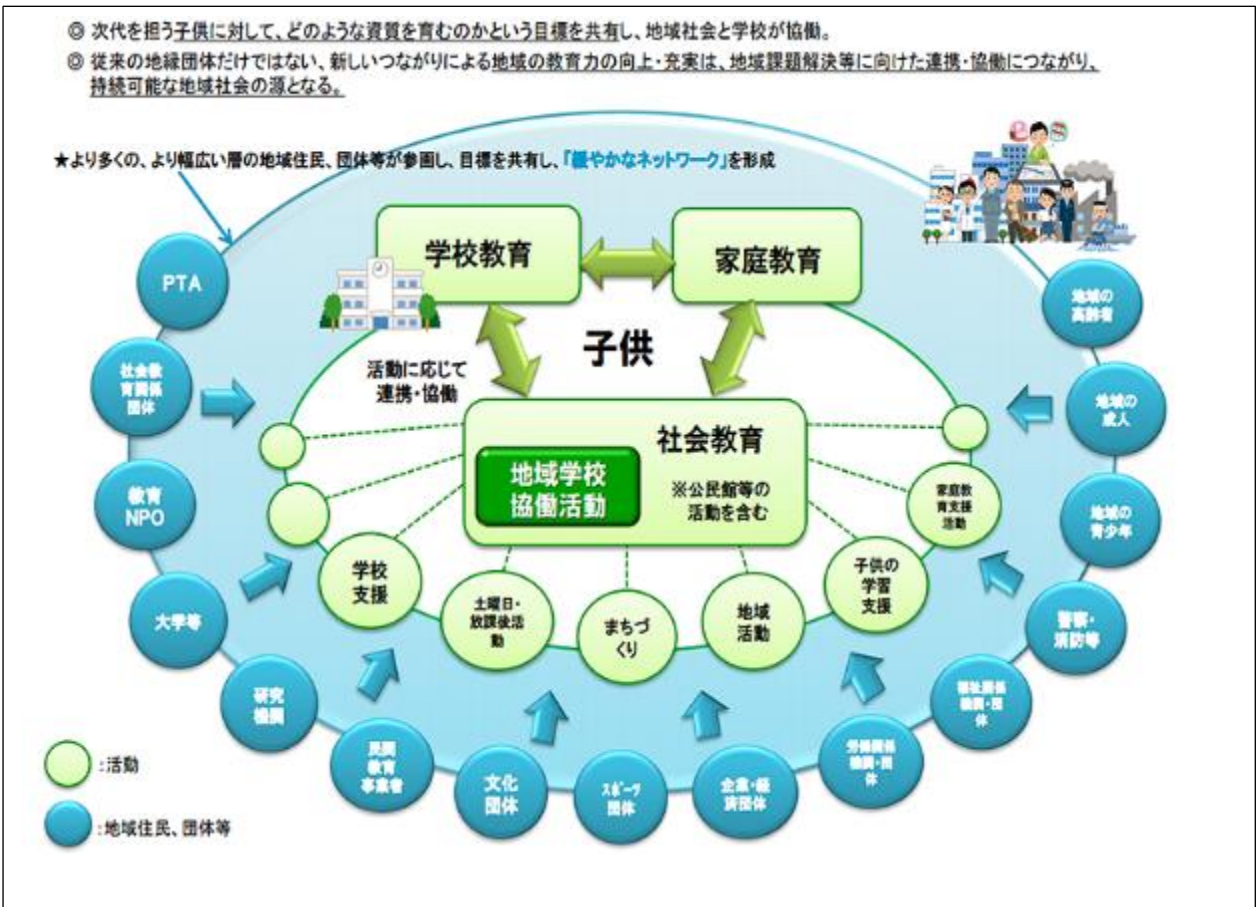 ◎ 次代を担う子供に対して、どのような資質を育むのかという目標を共有し、地域社会と学校が協働。
◎ 従来の地縁団体だけではない、新しいつながりによる地域の教育力の向上・充実は、地域課題解決等に向けた連携・協働につながり、
持続可能な地域社会の源となる。
★より多くの、より幅広い層の地域住民、団体等が参画し、目標を共有し、「緩やかなネットワーク」を形成
学校教育
家庭教育
子供
活動に応じて
連携・協働
社会教育
地域学校
協働活動
※公民館等の
活動を含む
PTA
社会教
育関係
団体
教育
NPO
大学等
研究
機関
民間
教育
事業者
文化
団体
スポーツ
団体
企業・経
済団体
労働関係
機関・団
体
福祉関係
機関・団
体
警察・
消防等
地域の
青少年
地域の
成人
地域の
高齢者
学校
支援
土曜日・
放課後活
動
まちづ
くり
地域
活動
子供の
学習
支援
家庭教
育支援
活動
:活動
:地域住民、団体等